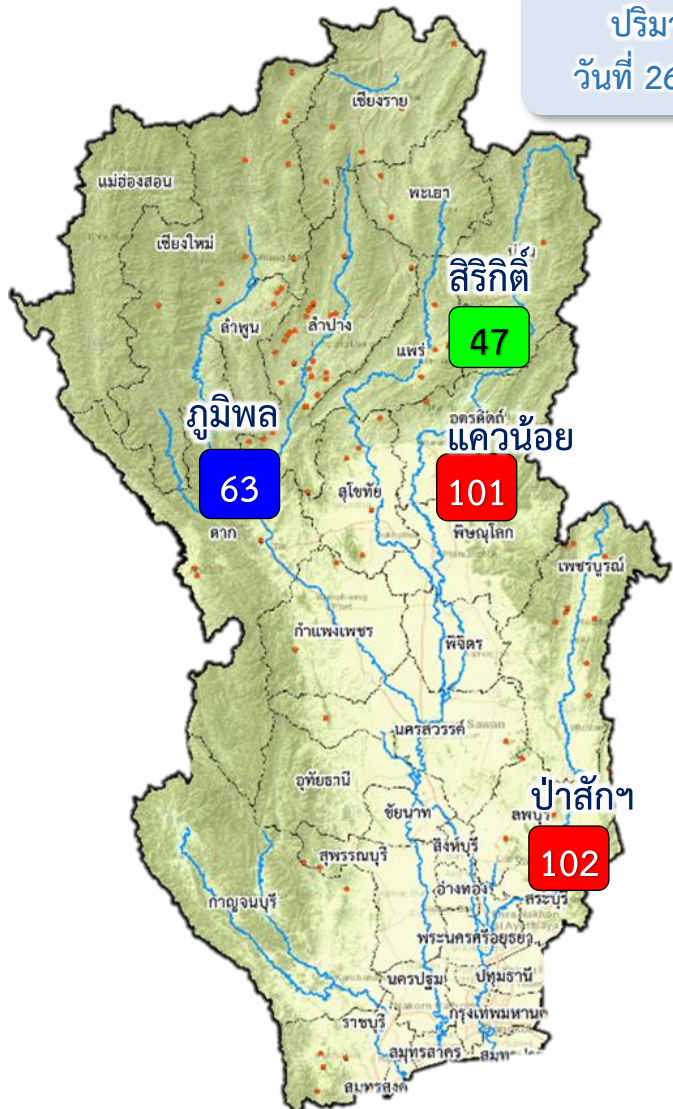 ปริมา
วันที่ 26
เชียงราย
แม่ฮ่องสอน
พะเยา
เชียงใหม่
น่าน
สิริกิติ์
47
ลำพูน
ลำปาง
แพร่
ภูมิพล
63
อุตรดิตถ์
แควน้อย
101
สุโขทัย
ตาก
พิษณุโลก
เพชรบูรณ์
กำแพงเพชร
พิจิตร
นครสวรรค์
Sawan
อุทัยธานี
ป่าสักฯ
102
ชัยนาท
ลพบุรี
สิงห์บุรี
สุพรรณบุรี
อ่างทอง
สระบุรี
กาญจนบุรี
พระนครศรีอยุธยา
นครปฐม
ปทุมธานี
ราชบุรี
กรุงเทพมหานค
สมุทรสาคร
สมุทรปรา
สมุทรสงค